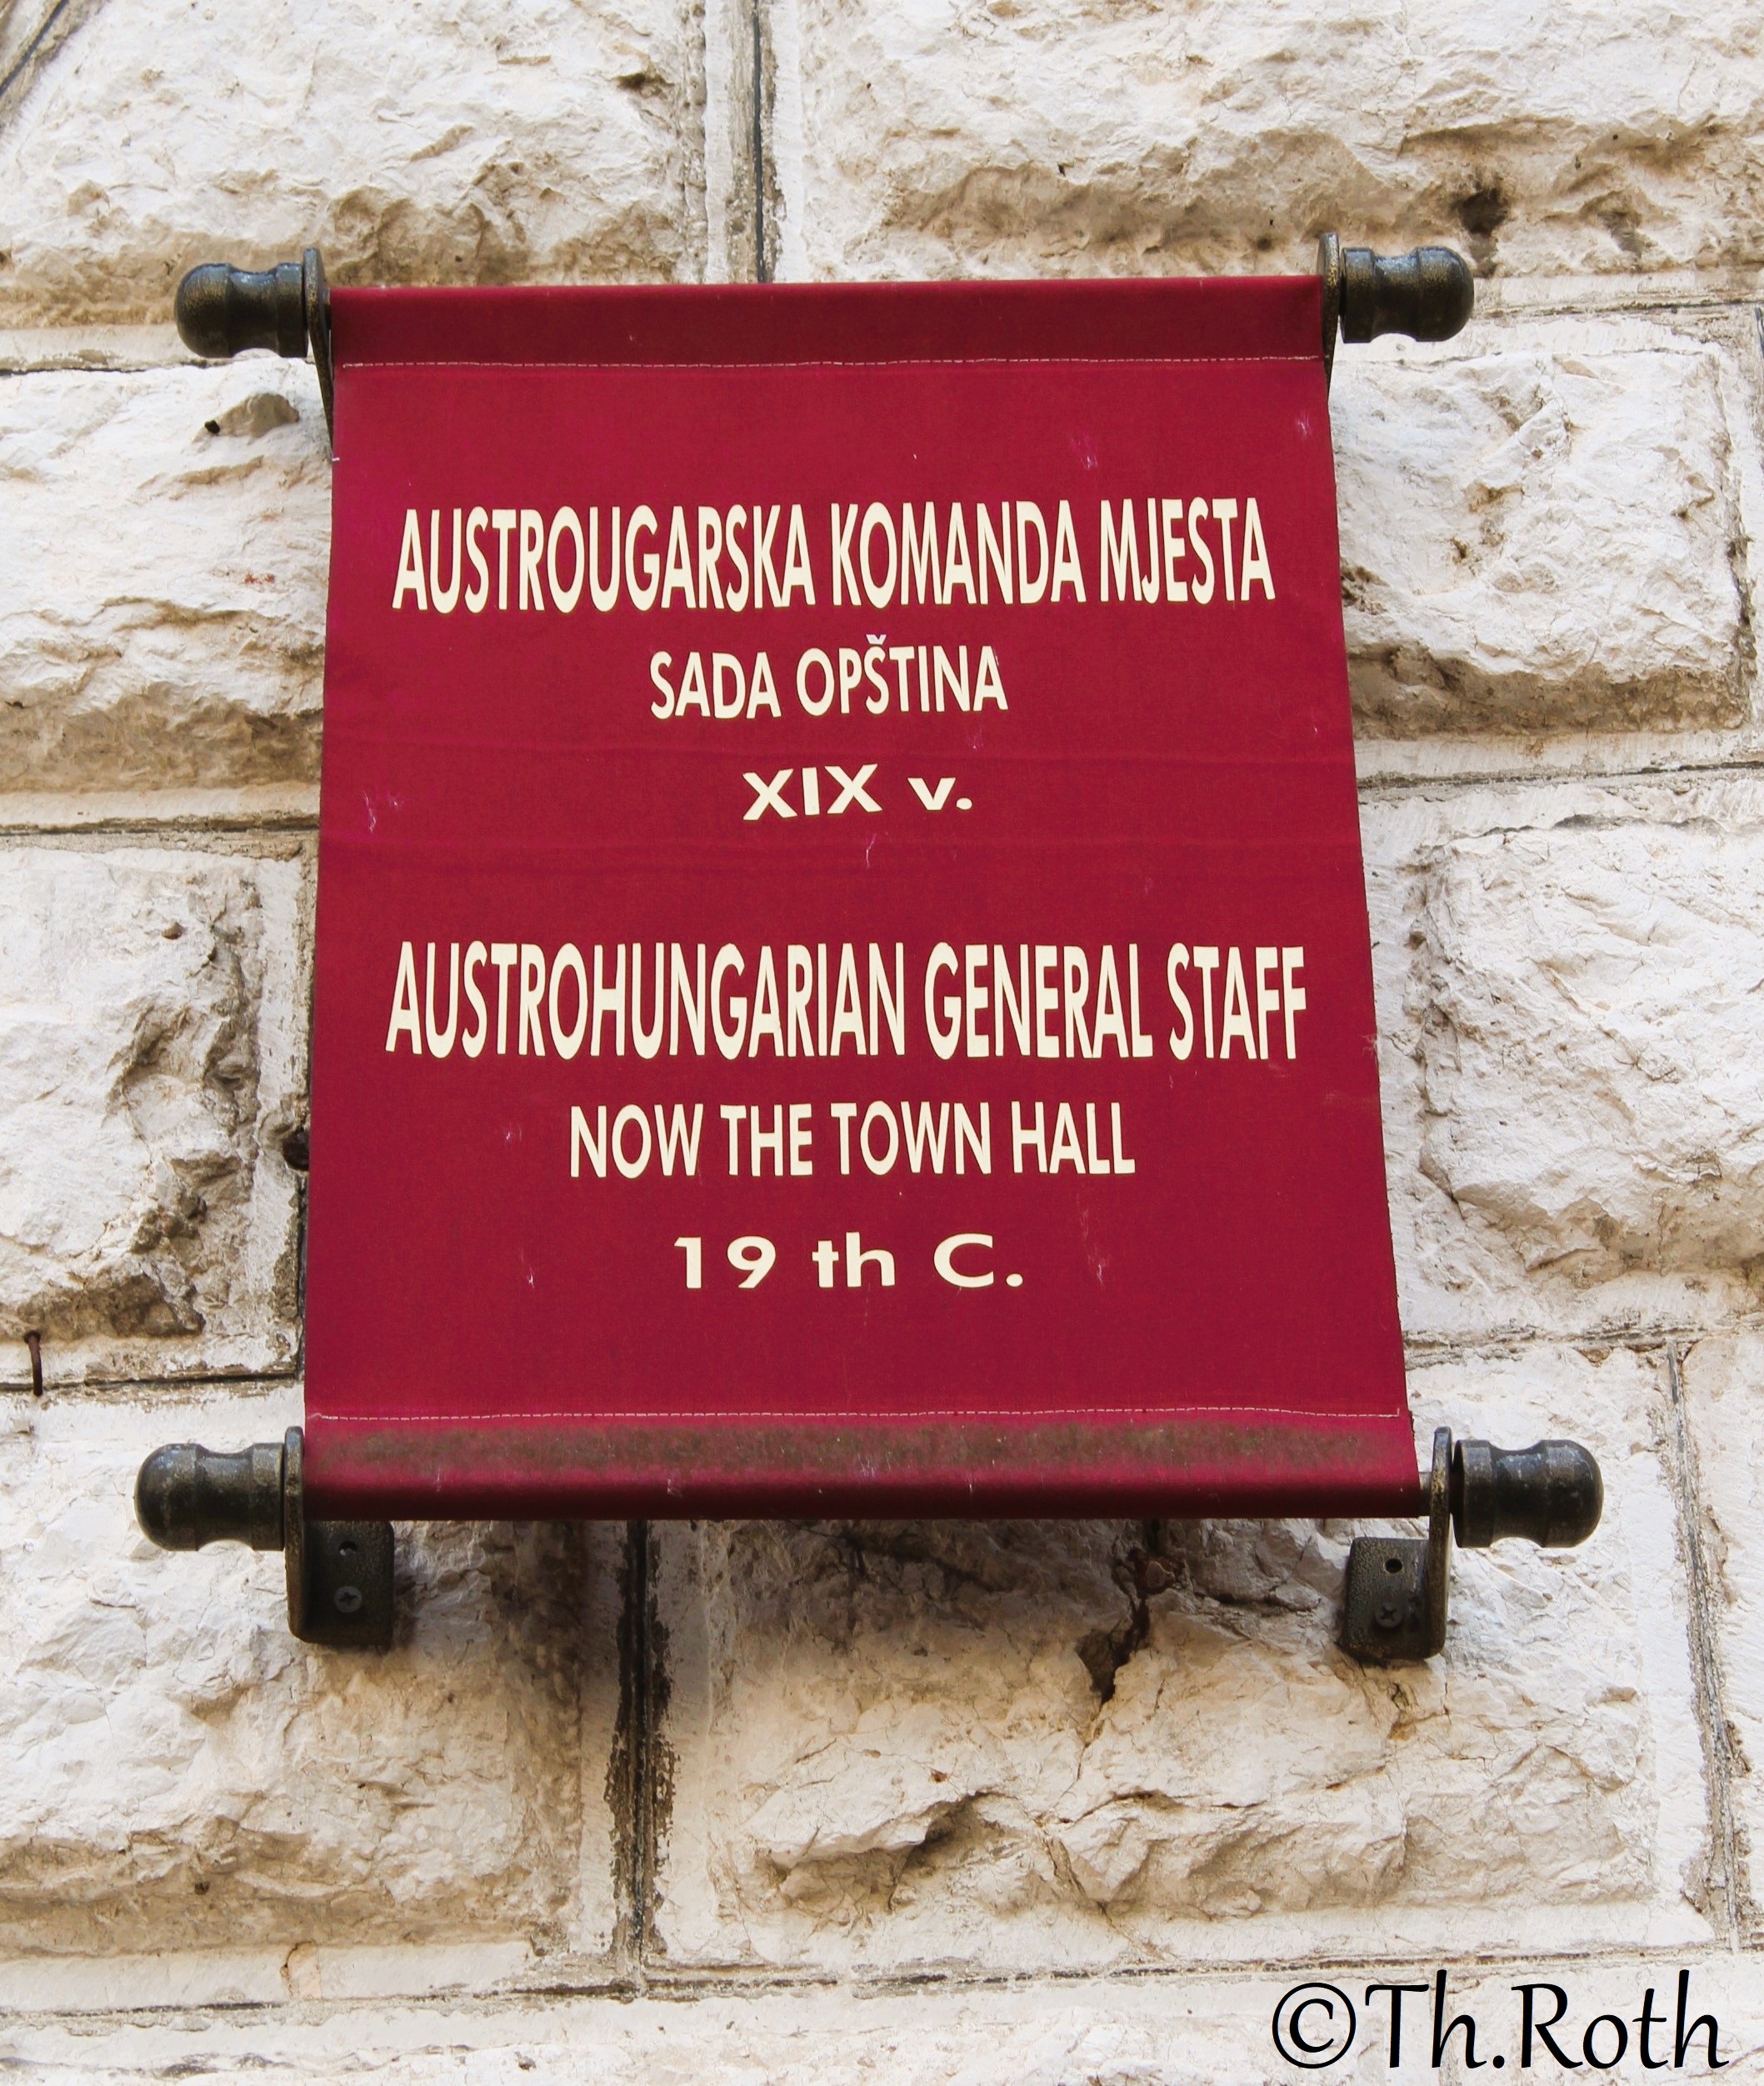 AUSTROUGARSKA KOMANDA MJESTA
SADA OPŠTINA
XIX v.
AUSTROHUNGARIAN GENERAL STAFF
NOW THE TOWN HALL
19 th C.
©Th.Roth